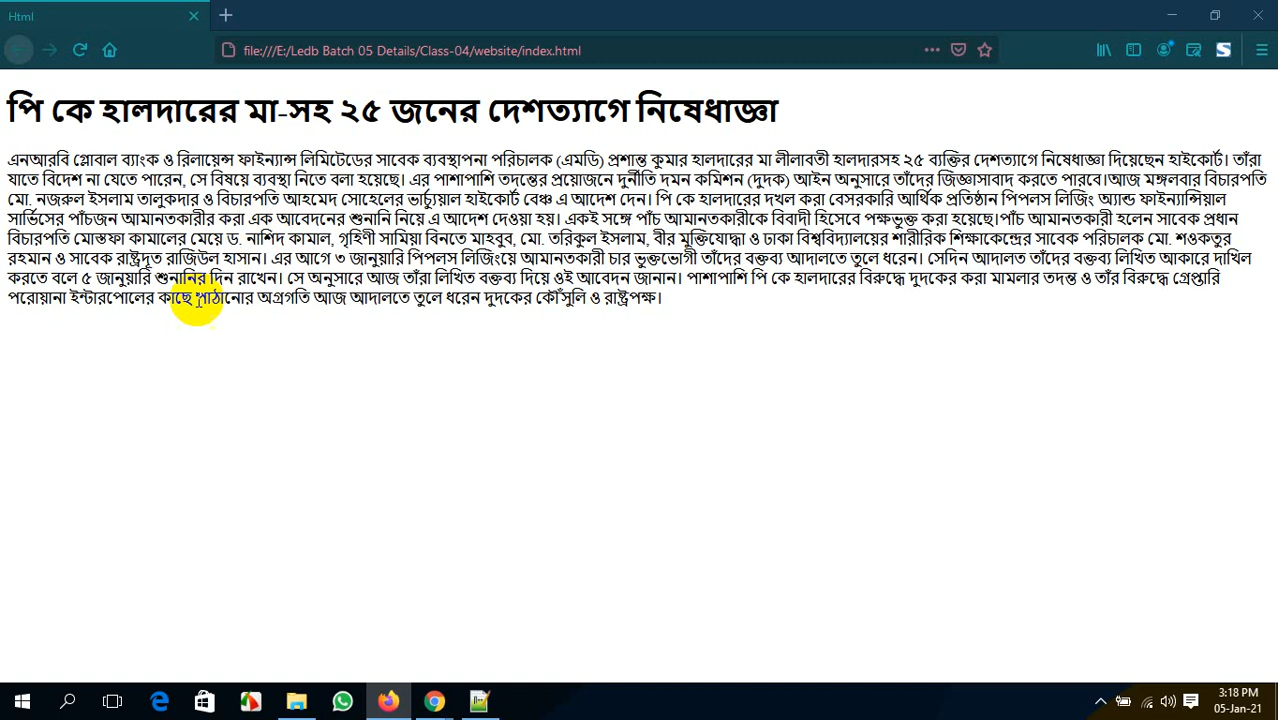 Html
file:///E:/Ledb Batch 05 Details/Class-04/website/index.html
পি কে হালদারের মা-সহ ২৫ জনের দেশত্যাগে নিষেধাজ্ঞা
এনআরবি গ্লোবাল ব্যাংক ও রিলায়েন্স ফাইন্যান্স লিমিটেডের সাবেক ব্যবস্থাপনা পরিচালক (এমডি) প্রশান্ত কুমার হালদারের মা লীলাবতী হালদারসহ ২৫ ব্যক্তির দেশত্যাগে নিষেধাজ্ঞা দিয়েছেন হাইকোর্ট। তাঁরা
যাতে বিদেশ না যেতে পারেন, সে বিষয়ে ব্যবস্থা নিতে বলা হয়েছে। এর পাশাপাশি তদন্তের প্রয়োজনে দুর্নীতি দমন কমিশন (দুদক) আইন অনুসারে তাঁদের জিজ্ঞাসাবাদ করতে পারবে।আজ মঙ্গলবার বিচারপতি
মো. নজরুল ইসলাম তালুকদার ও বিচারপতি আহমেদ সোহেলের ভার্চ্যুয়াল হাইকোর্ট বেঞ্চ এ আদেশ দেন। পি কে হালদারের দখল করা বেসরকারি আর্থিক প্রতিষ্ঠান পিপলস লিজিং অ্যান্ড ফাইন্যান্সিয়াল
সার্ভিসের পাঁচজন আমানতকারীর করা এক আবেদনের শুনানি নিয়ে এ আদেশ দেওয়া হয়। একই সঙ্গে পাঁচ আমানতকারীকে বিবাদী হিসেবে পক্ষভুক্ত করা হয়েছে।পাঁচ আমানতকারী হলেন সাবেক প্রধান
বিচারপতি মোস্তফা কামালের মেয়ে ড. নাশিদ কামাল, গৃহিণী সামিয়া বিনতে মাহবুব, মো. তরিকুল ইসলাম, বীর মুক্তিযোদ্ধা ও ঢাকা বিশ্ববিদ্যালয়ের শারীরিক শিক্ষাকেন্দ্রের সাবেক পরিচালক মো. শওকতুর
রহমান ও সাবেক রাষ্ট্রদূত রাজিউল হাসান। এর আগে ৩ জানুয়ারি পিপলস লিজিংয়ে আমানতকারী চার ভুক্তভোগী তাঁদের বক্তব্য আদালতে তুলে ধরেন। সেদিন আদালত তাঁদের বক্তব্য লিখিত আকারে দাখিল
করতে বলে ৫ জানুয়ারি শুনানির দিন রাখেন। সে অনুসারে আজ তাঁরা লিখিত বক্তব্য দিয়ে ওই আবেদন জানান। পাশাপাশি পি কে হালদারের বিরুদ্ধে দুদকের করা মামলার তদন্ত ও তাঁর বিরুদ্ধে গ্রেপ্তারি
পরোয়ানা ইন্টারপোলের কাছে পাঠানোর অগ্রগতি আজ আদালতে তুলে ধরেন দুদকের কৌঁসুলি ও রাষ্ট্রপক্ষ।
3:18 PM
05-Jan-21